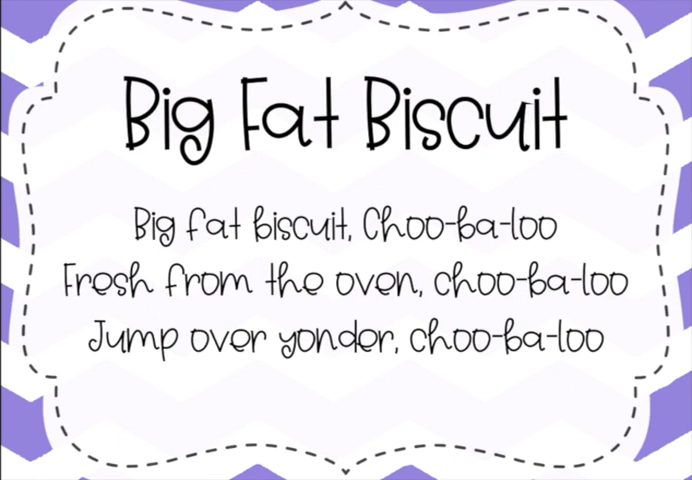 Big Fat Biscuit
Big fat biscuit, Choo-ba-loo
Fresh from the oven, choo-ba-loo
Jump over yonder, choo-ba-loo